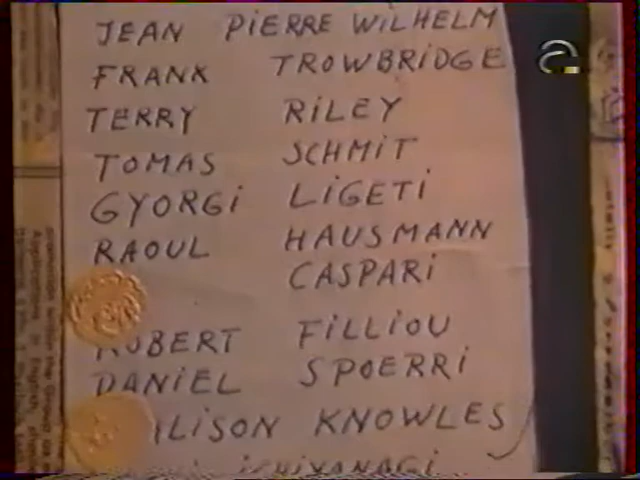 JEAN PiERRE WiLHELM
FRANK TROWBRiDGE
TERRY RiLEY
TOMAS SCHMiT
GYORGi LiGETi
RAOUL HAUSMANN
CASPARi
ROBERT FiLLiOU
DANiEL SPOERRi
ALiSON KNOWLES
iCHiYANAGi